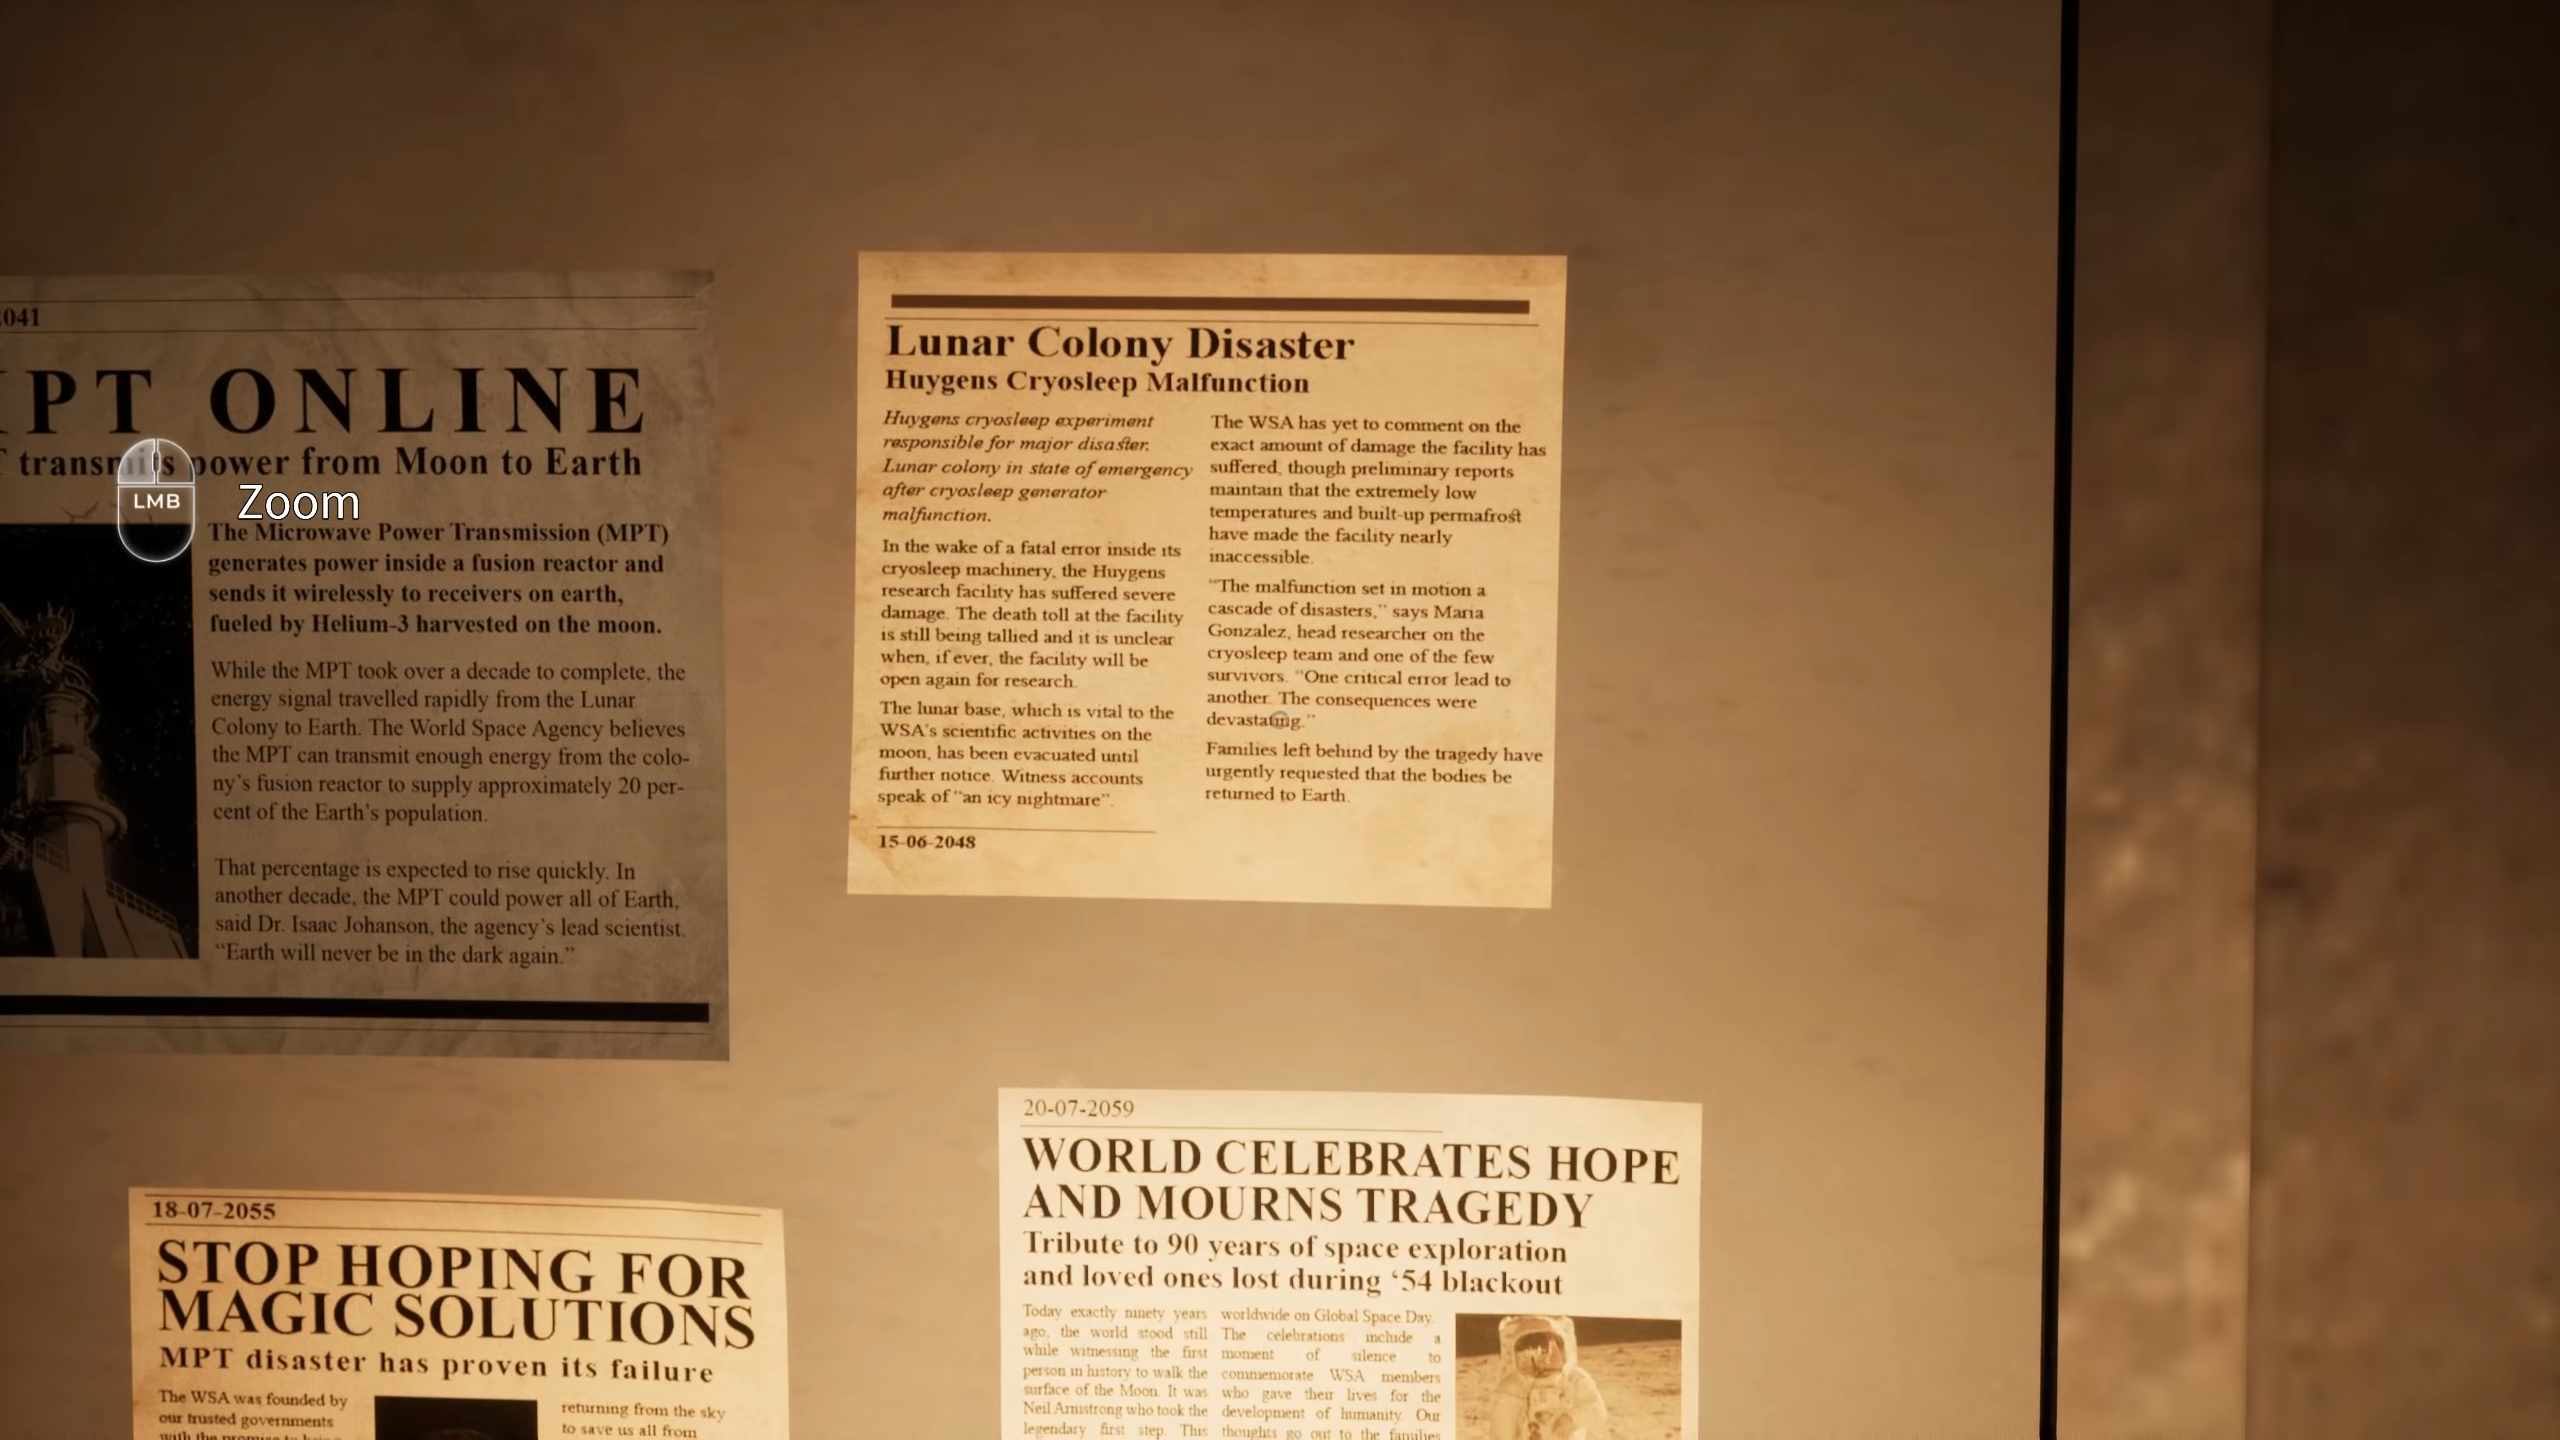 2041
PT ONLINE
transmits power from Moon to Earth
LMB
Zoom
The Microwave Power Transmission (MPT)
generates power inside a fusion reactor and
sends it wirelessly to receivers on earth,
fueled by Helium-3 harvested on the moon.
While the MPT took over a decade to complete, the
energy signal travelled rapidly from the Lunar
Colony to Earth. The World Space Agency believes
the MPT can transmit enough energy from the colo-
ny's fusion reactor to supply approximately 20 per-
cent of the Earth's population.
That percentage is expected to rise quickly. In
another decade, the MPT could power all of Earth,
said Dr. Isaac Johanson, the agency's lead scientist.
“Earth will never be in the dark again.”
Lunar Colony Disaster
Huygens Cryosleep Malfunction
Huygens cryosleep experiment
responsible for major disaster.
Lunar colony in state of emergency
after cryosleep generator
malfunction.
In the wake of a fatal error inside its
cryosleep machinery, the Huygens
research facility has suffered severe
damage. The death toll at the facility
is still being tallied and it is unclear
when, if ever, the facility will be
open again for research.
The lunar base, which is vital to the
WSA's scientific activities on the
moon, has been evacuated until
further notice. Witness accounts
speak of “an icy nightmare”.
15-06-2048
The WSA has yet to comment on the
exact amount of damage the facility has
suffered, though preliminary reports
maintain that the extremely low
temperatures and built-up permafrost
have made the facility nearly
inaccessible.
“The malfunction set in motion a
cascade of disasters,” says Maria
Gonzalez, head researcher on the
cryosleep team and one of the few
survivors. “One critical error lead to
another. The consequences were
devastating.”
Families left behind by the tragedy have
urgently requested that the bodies be
returned to Earth.
18-07-2055
STOP HOPING FOR
MAGIC SOLUTIONS
MPT disaster has proven its failure
The WSA was founded by
our trusted governments
with the promise to
returning from the sky
to save us all from
20-07-2059
WORLD CELEBRATES HOPE
AND MOURNS TRAGEDY
Tribute to 90 years of space exploration
and loved ones lost during ‘54 blackout
Today exactly ninety years
ago, the world stood still
while witnessing the first
person in history to walk the
surface of the Moon. It was
Neil Armstrong who took the
legendary first step. This
worldwide on Global Space Day.
The celebrations include a
moment of silence to
commemorate WSA members
who gave their lives for the
development of humanity. Our
thoughts go out to the families